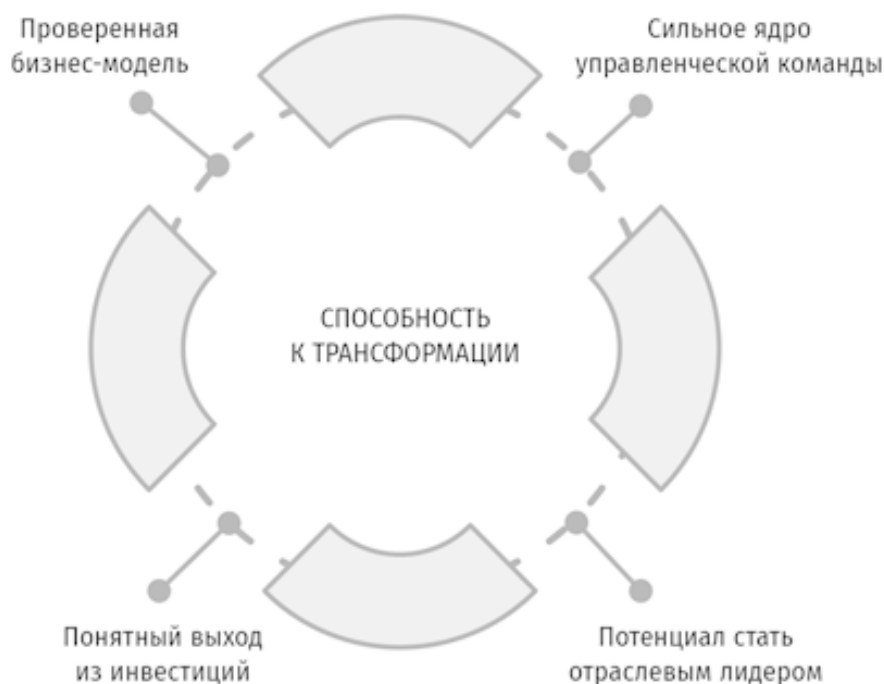 Проверенная
бизнес-модель
Сильное ядро
управленческой команды
СПОСОБНОСТЬ
К ТРАНСФОРМАЦИИ
Понятный выход
из инвестиций
Потенциал стать
отраслевым лидером